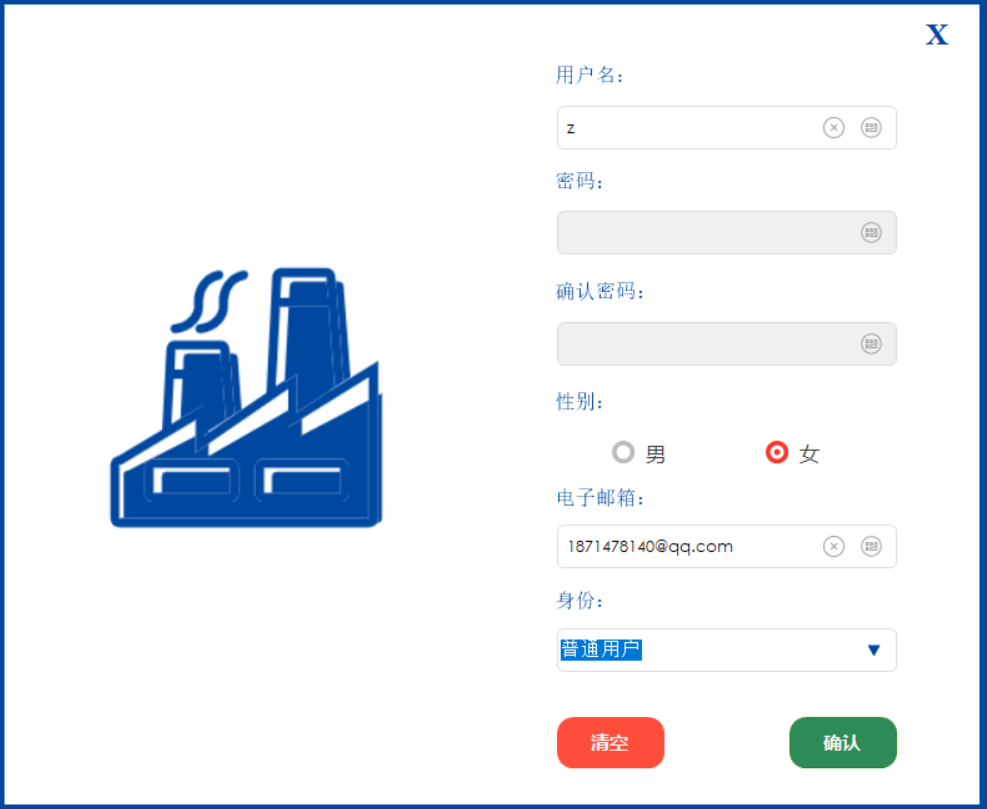 X
用户名：
z
密码：
确认密码：
性别：
男 女
电子邮箱：
1871478140@qq.com
身份：
普通用户
清空 确认